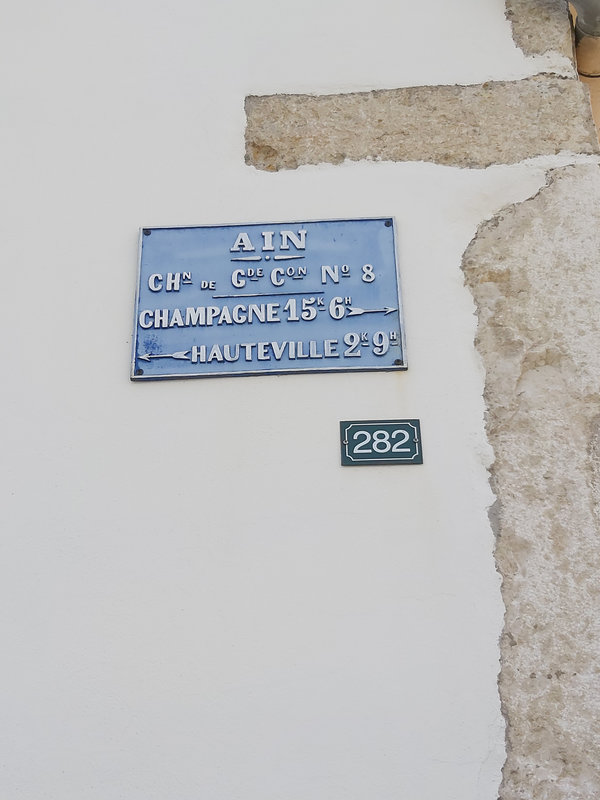 AIN
CHN DE GDE CON NO 8
CHAMPAGNE 15K 6H
HAUTEVILLE 2K 9H
282